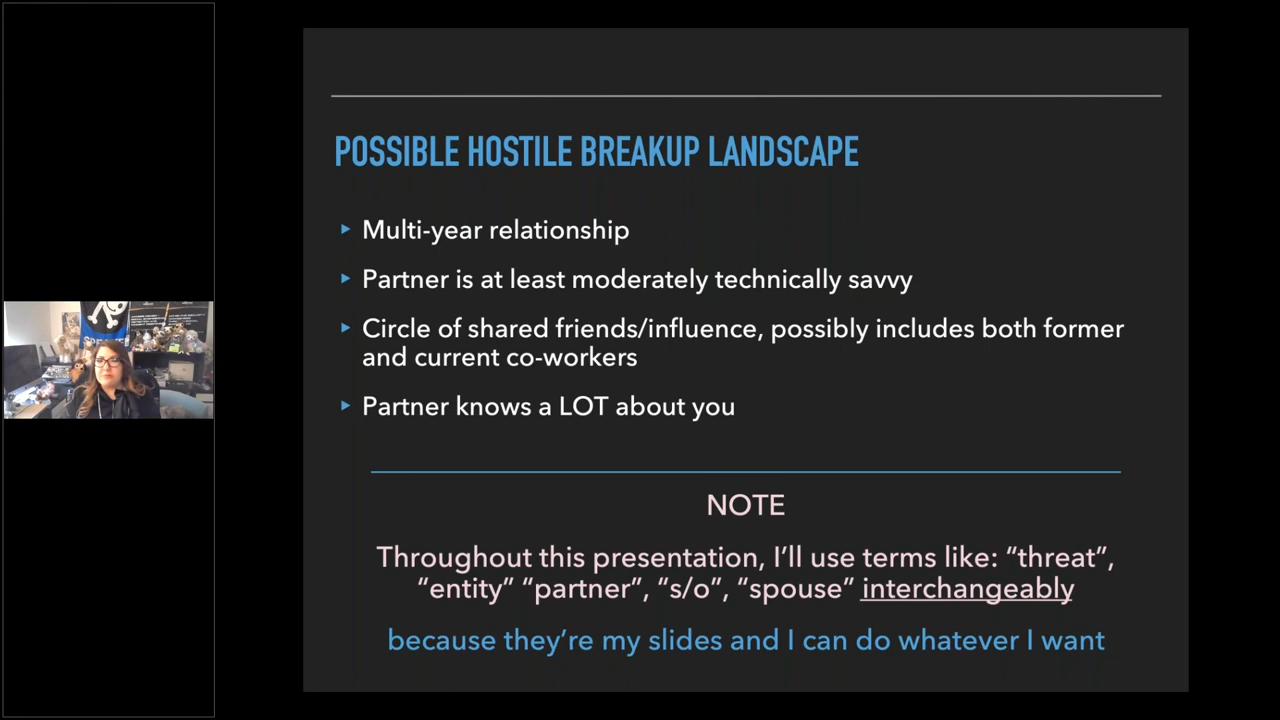 POSSIBLE HOSTILE BREAKUP LANDSCAPE
Multi-year relationship
Partner is at least moderately technically savvy
Circle of shared friends/influence, possibly includes both former
and current co-workers
Partner knows a LOT about you
NOTE
Throughout this presentation, I’ll use terms like: “threat”,
“entity” “partner”, “s/o”, “spouse” interchangeably
because they’re my slides and I can do whatever I want